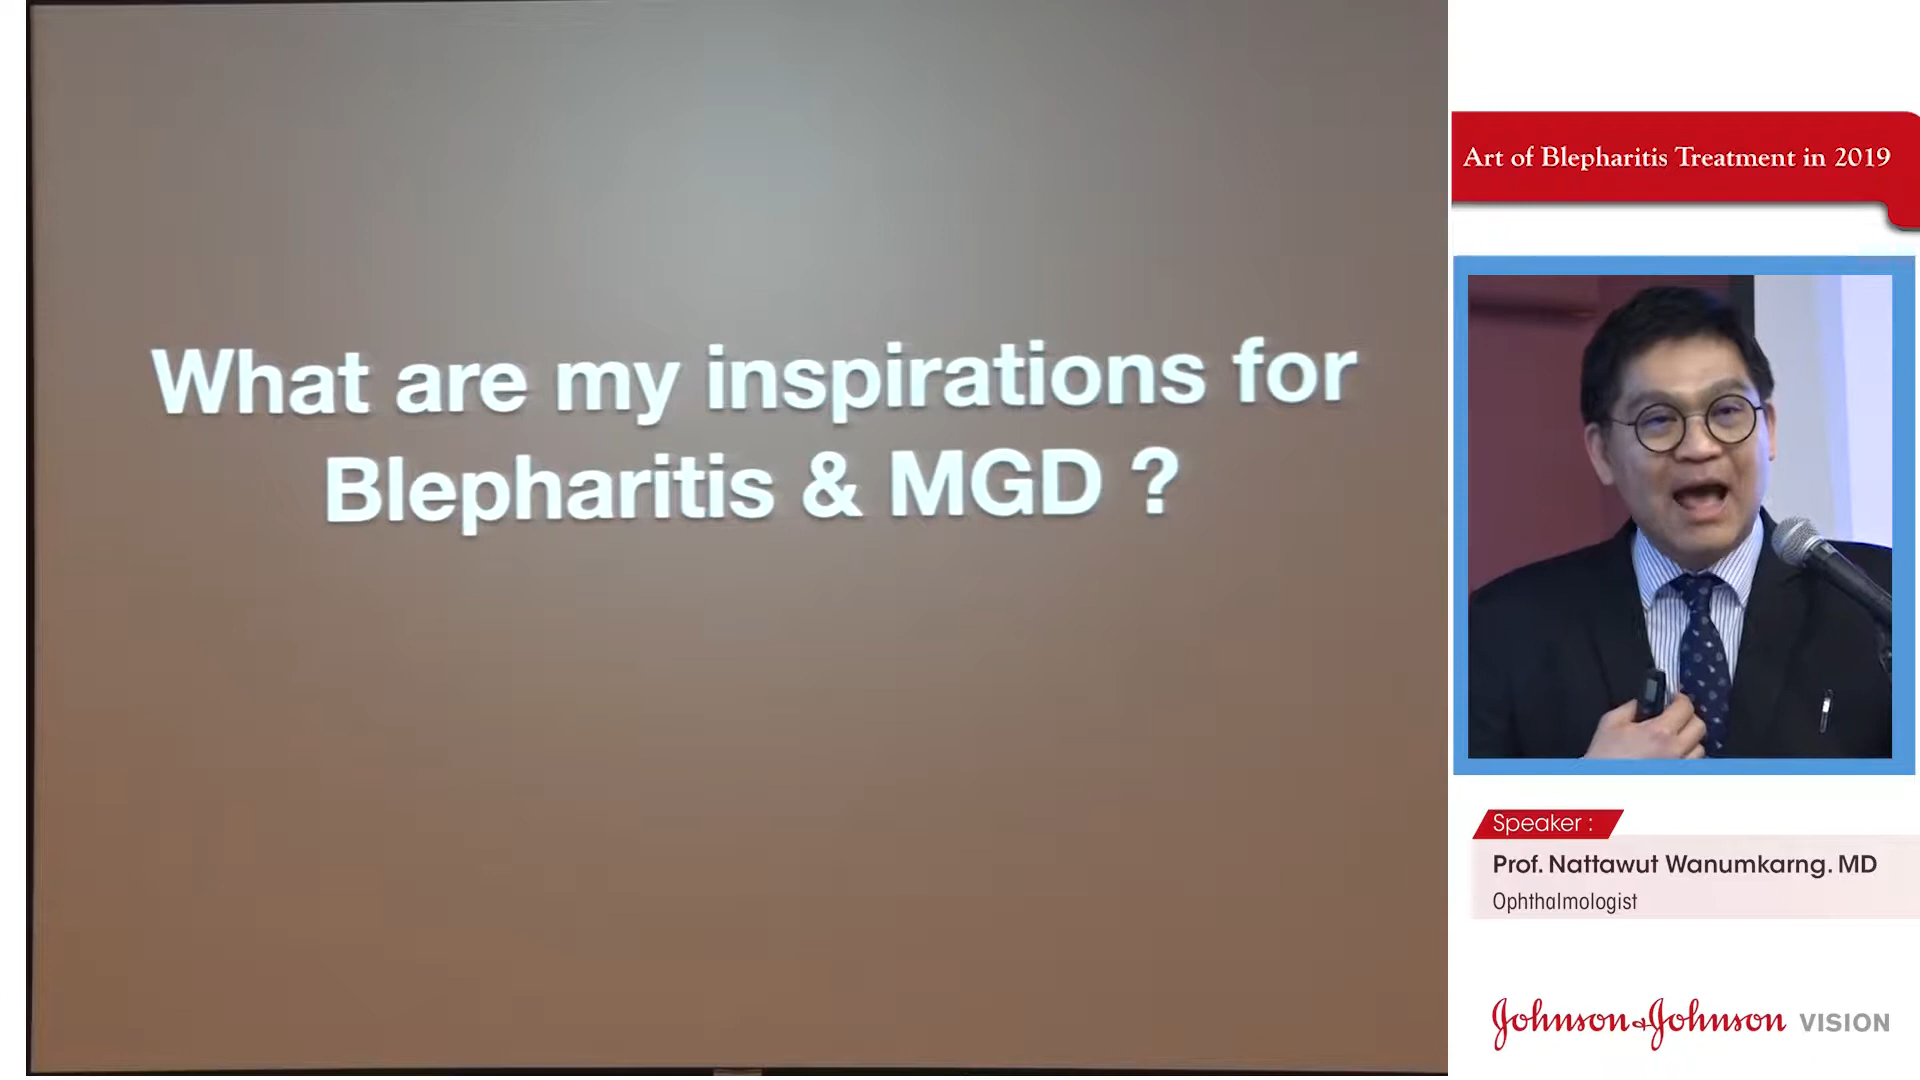 What are my inspirations for
Blepharitis & MGD ?
Art of Blepharitis Treatment in 2019
Speaker :
Prof. Nattawut Wanumkarng. MD
Ophthalmologist
Johnson & Johnson VISION